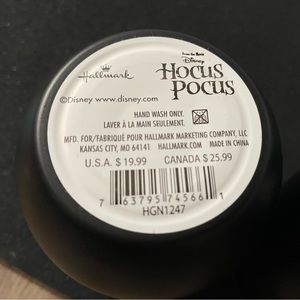 From the Movie
Disney
Hallmark
HOCUS
POCUS
©Disney www.disney.com
HAND WASH ONLY.
LAVER À LA MAIN SEULEMENT.
MFD. FOR/FABRIQUÉ POUR HALLMARK MARKETING COMPANY, LLC
KANSAS CITY, MO 64141 HALLMARK.COM MADE IN CHINA
U.S.A. $ 19.99 CANADA $ 25.99
7 63795 74566 1
HGN1247